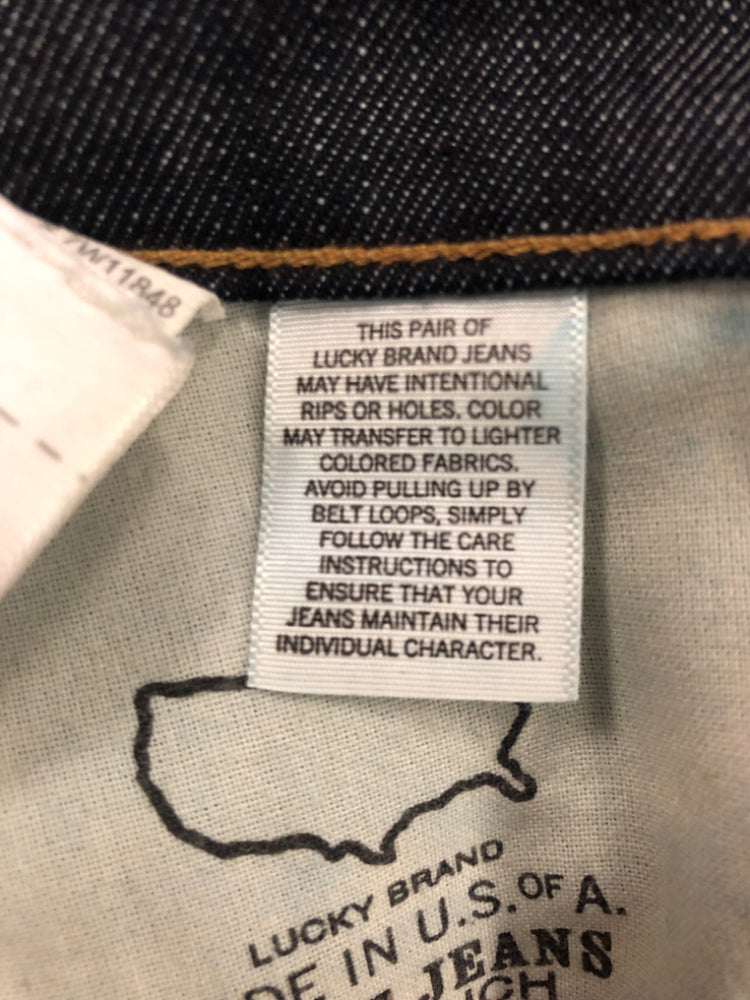 7W11848
THIS PAIR OF
LUCKY BRAND JEANS
MAY HAVE INTENTIONAL
RIPS OR HOLES. COLOR
MAY TRANSFER TO LIGHTER
COLORED FABRICS.
AVOID PULLING UP BY
BELT LOOPS, SIMPLY
FOLLOW THE CARE
INSTRUCTIONS TO
ENSURE THAT YOUR
JEANS MAINTAIN THEIR
INDIVIDUAL CHARACTER.
LUCKY BRAND
DE IN U.S. OF A.
JEANS